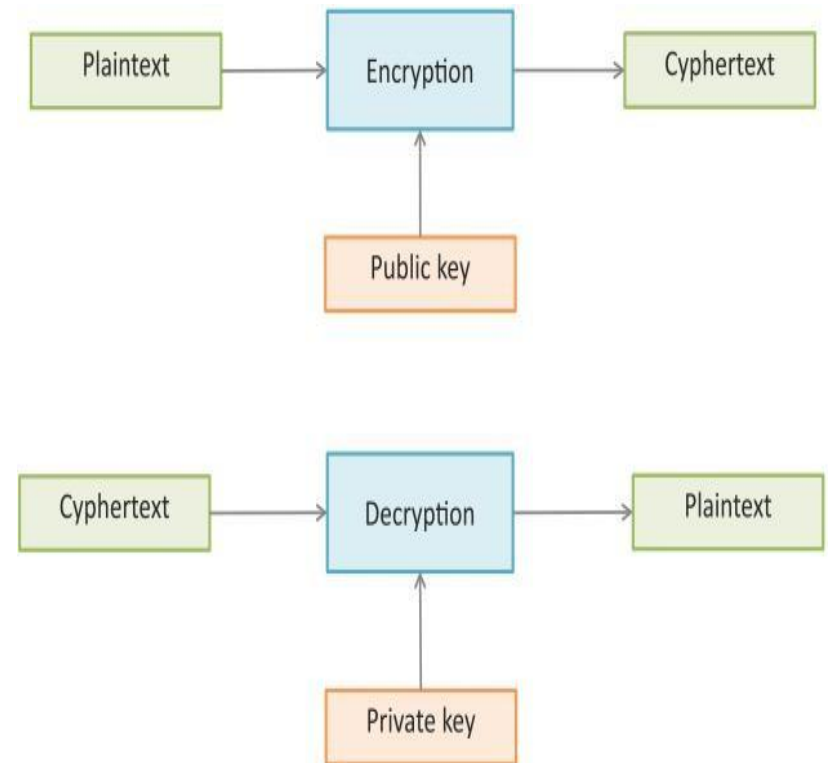 Plaintext
Encryption
Cyphertext
Public key
Cyphertext
Decryption
Plaintext
Private key